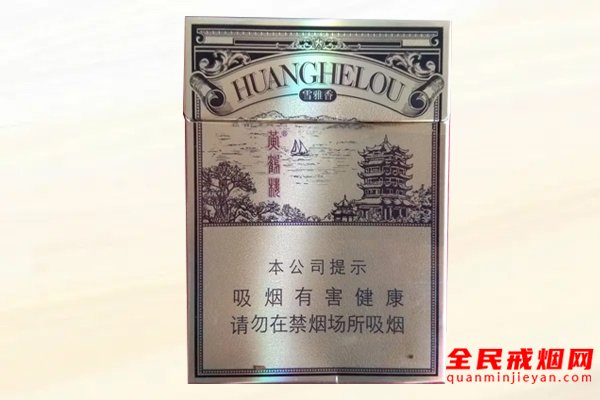 HUANGHELOU
雪雅香
黄鹤楼®
本公司提示
吸烟有害健康
请勿在禁烟场所吸烟
全民戒烟网
quanminjieyan.com